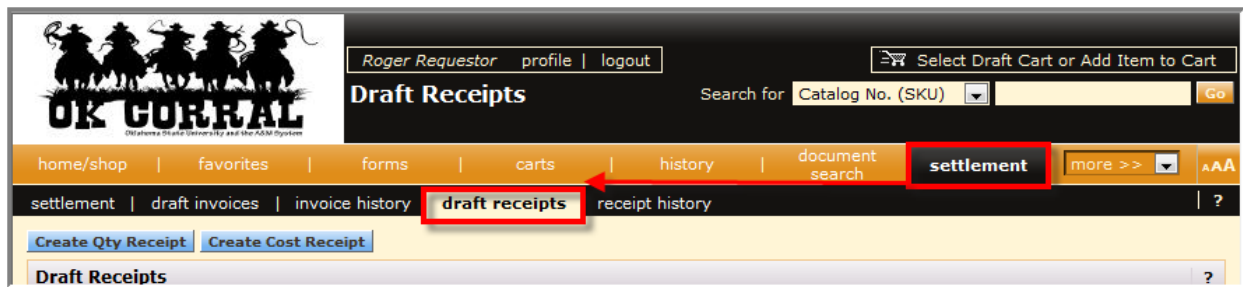 OK CORRAL
Oklahoma State University and the A&M System
Roger Requestor profile | logout
Select Draft Cart or Add Item to Cart
Draft Receipts
Search for Catalog No. (SKU) Go
home/shop | favorites | forms | carts | history | document search settlement more >> AAA
settlement | draft invoices | invoice history draft receipts receipt history | ?
Create Qty Receipt Create Cost Receipt
Draft Receipts ?